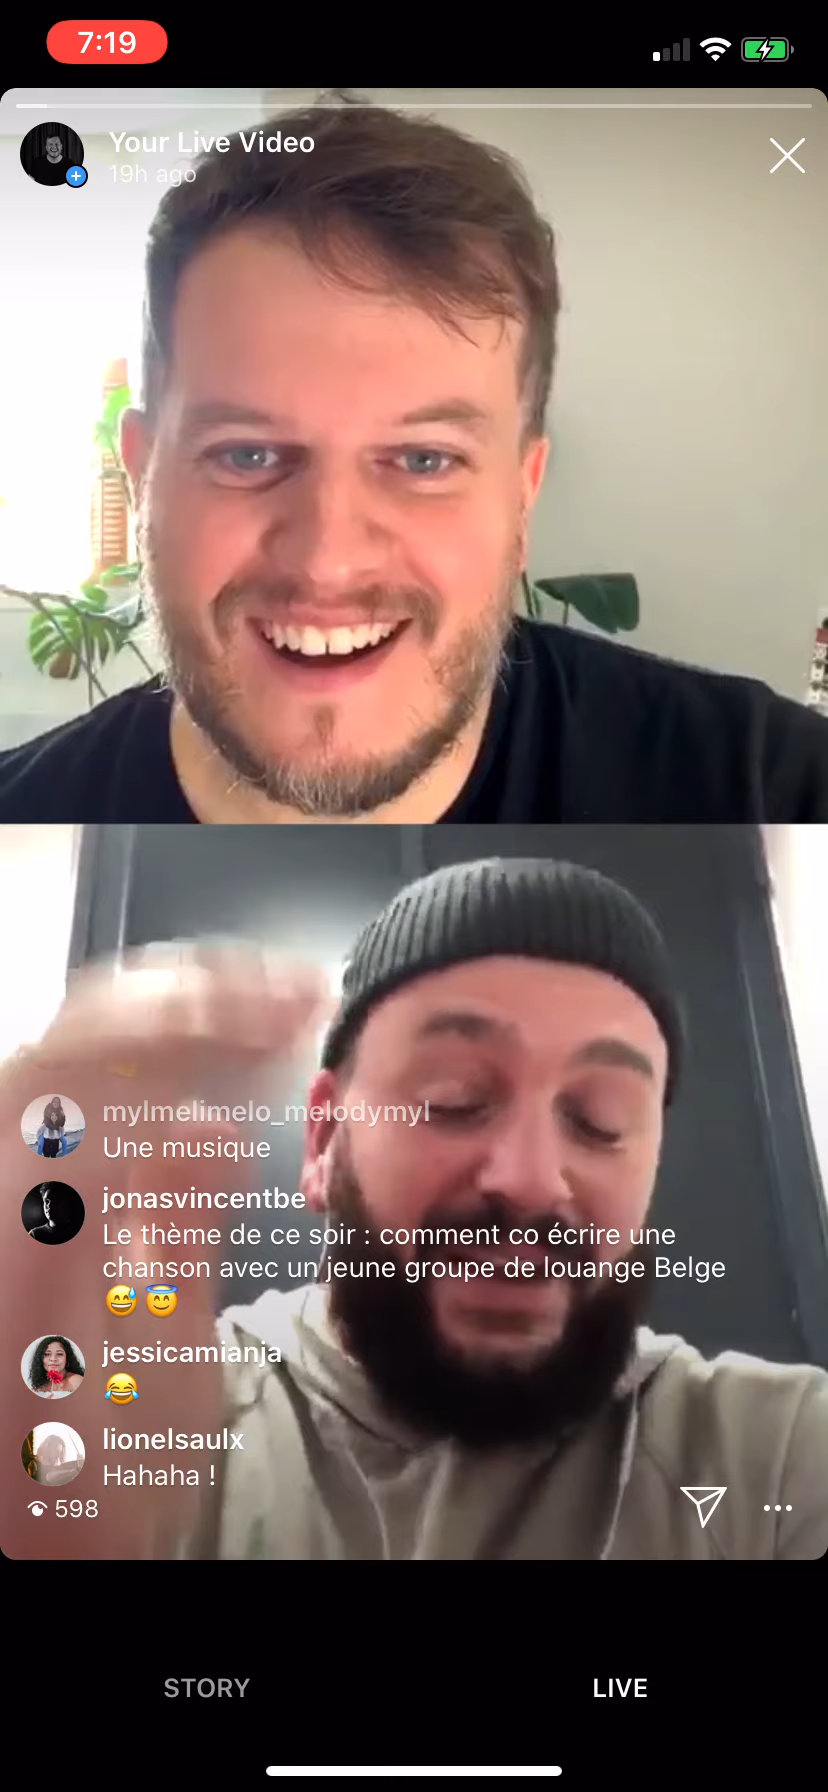 7:19
Your Live Video
19h ago
mylmelimelo_melodymyl
Une musique
jonasvincentbe
Le thème de ce soir : comment co écrire une
chanson avec un jeune groupe de louange Belge
😅 😇
jessicamianja
😂
lionelsaulx
Hahaha !
598
STORY
LIVE